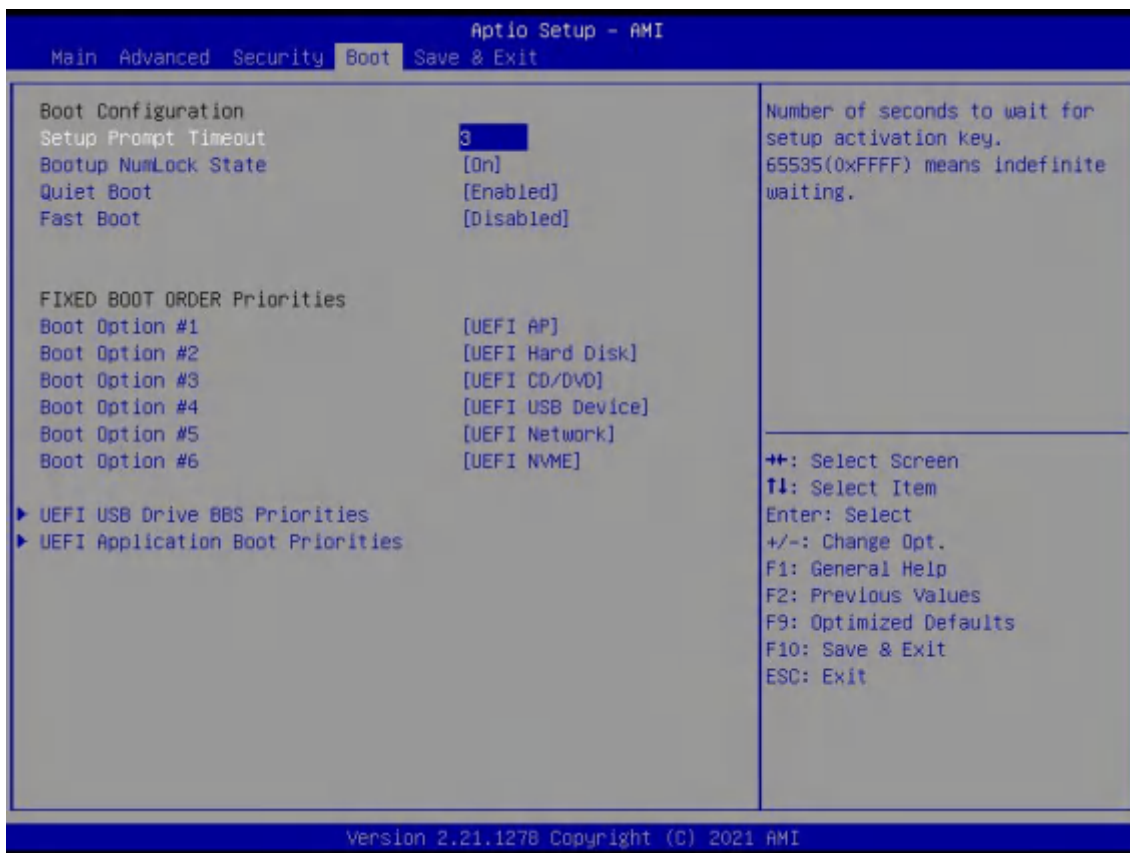 Aptio Setup - AMI
Main Advanced Security Boot Save & Exit
Boot Configuration
Setup Prompt Timeout 3
Bootup NumLock State [On]
Quiet Boot [Enabled]
Fast Boot [Disabled]
FIXED BOOT ORDER Priorities
Boot Option #1 [UEFI AP]
Boot Option #2 [UEFI Hard Disk]
Boot Option #3 [UEFI CD/DVD]
Boot Option #4 [UEFI USB Device]
Boot Option #5 [UEFI Network]
Boot Option #6 [UEFI NVME]
▶ UEFI USB Drive BBS Priorities
▶ UEFI Application Boot Priorities
Number of seconds to wait for
setup activation key.
65535(0xFFFF) means indefinite
waiting.
→←: Select Screen
↑↓: Select Item
Enter: Select
+/-: Change Opt.
F1: General Help
F2: Previous Values
F9: Optimized Defaults
F10: Save & Exit
ESC: Exit
Version 2.21.1278 Copyright (C) 2021 AMI